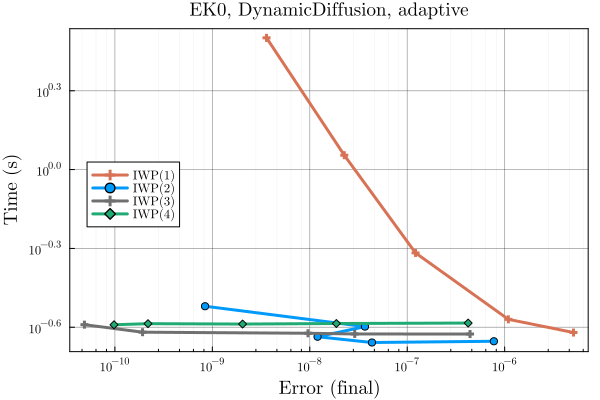 EK0, DynamicDiffusion, adaptive
Time (s)
10^0.3
10^0.0
10^−0.3
10^−0.6
IWP(1)
IWP(2)
IWP(3)
IWP(4)
10^−10 10^−9 10^−8 10^−7 10^−6
Error (final)